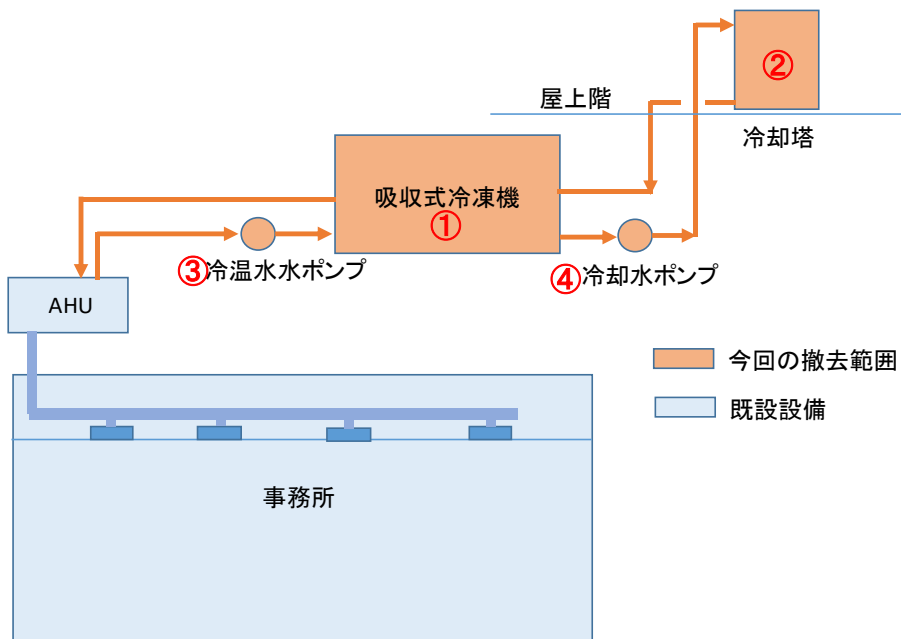 ②
屋上階
冷却塔
吸収式冷凍機
①
③冷温水水ポンプ
④冷却水ポンプ
AHU
今回の撤去範囲
既設設備
事務所